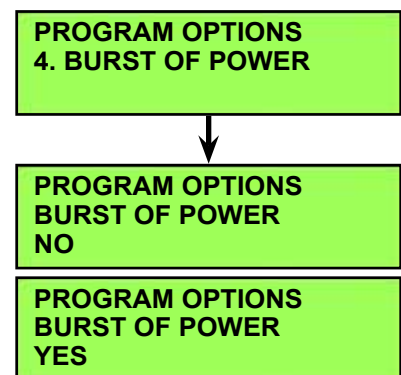 PROGRAM OPTIONS
4. BURST OF POWER
PROGRAM OPTIONS
BURST OF POWER
NO
PROGRAM OPTIONS
BURST OF POWER
YES